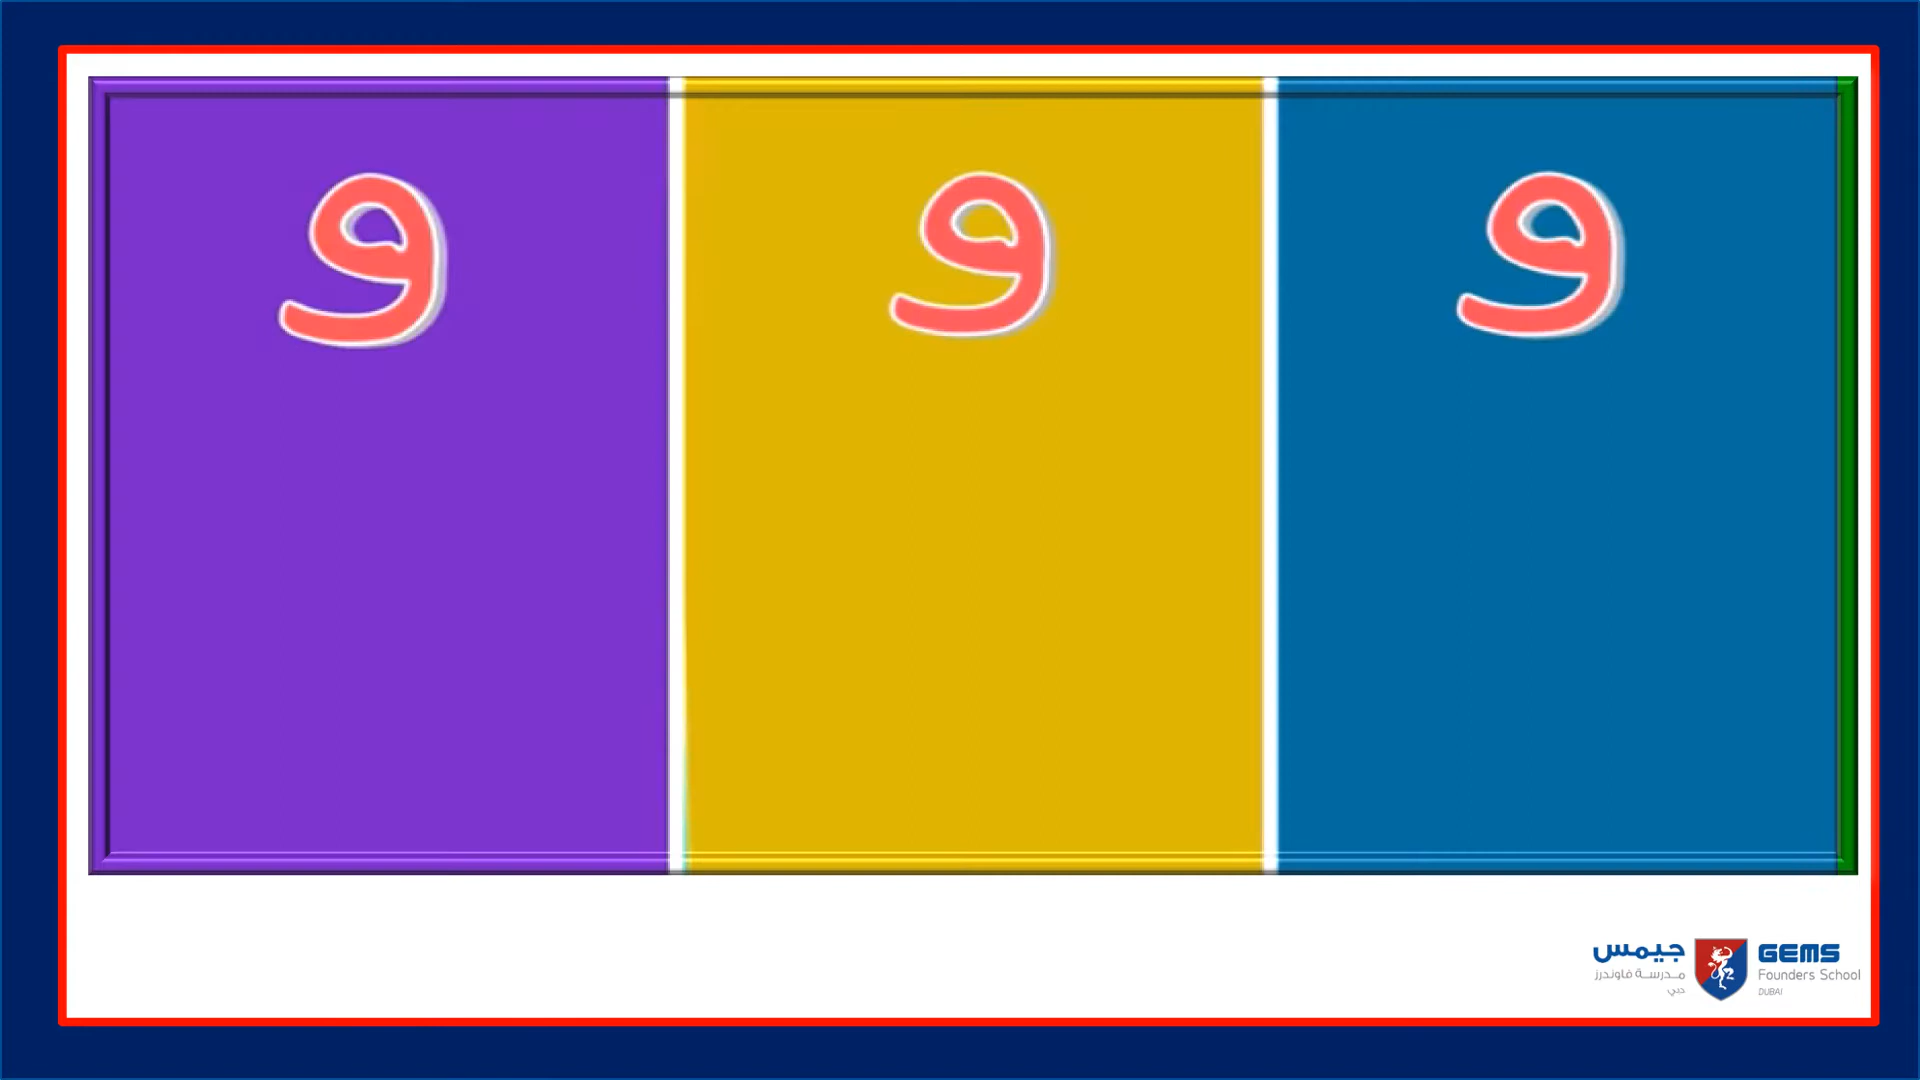 و و و
جيمس
مدرسة فاوندرز
دبي
GEMS
Founders School
DUBAI